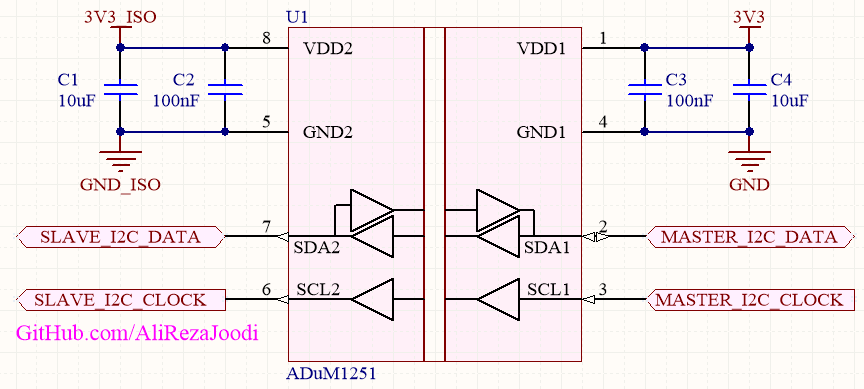 3V3_ISO
U1
3V3
8
VDD2
VDD1
1
C1
10uF
C2
100nF
C3
100nF
C4
10uF
5
GND2
GND1
4
GND_ISO
GND
SLAVE_I2C_DATA
7
SDA2
SDA1
2
MASTER_I2C_DATA
SLAVE_I2C_CLOCK
6
SCL2
SCL1
3
MASTER_I2C_CLOCK
GitHub.com/AliRezaJoodi
ADuM1251